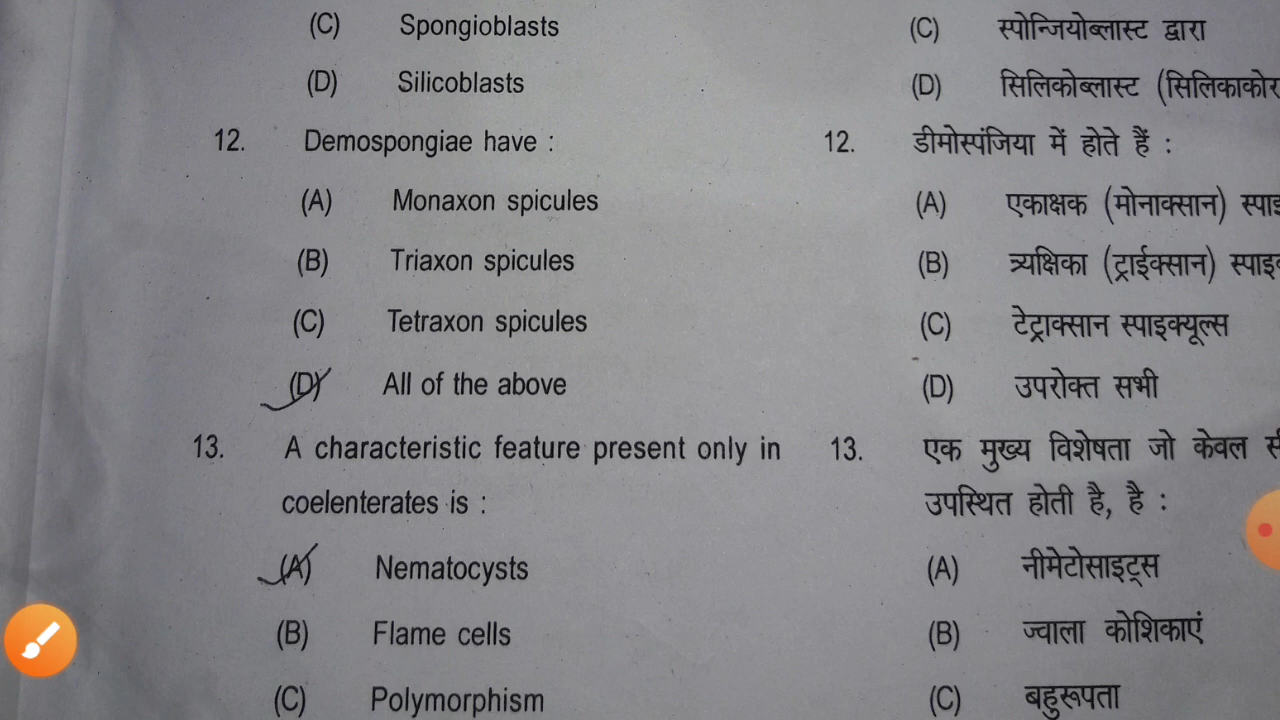 (C) Spongioblasts
(D) Silicoblasts
12. Demospongiae have :
(A) Monaxon spicules
(B) Triaxon spicules
(C) Tetraxon spicules
(D) All of the above
13. A characteristic feature present only in
coelenterates is :
(A) Nematocysts
(B) Flame cells
(C) Polymorphism
(C) स्पोन्जियोब्लास्ट द्वारा
(D) सिलिकोब्लास्ट (सिलिकाकोर
12. डीमोस्पंजिया में होते हैं :
(A) एकाक्षक (मोनाक्सान)
(B) त्र्यक्षिका (ट्राईक्सान)
(C) टेट्राक्सान स्पाइक्यूल्स
(D) उपरोक्त सभी
13. एक मुख्य विशेषता जो केवल
उपस्थित होती है, है :
(A) नीमेटोसाइट्स
(B) ज्वाला कोशिकाएं
(C) बहुरूपता